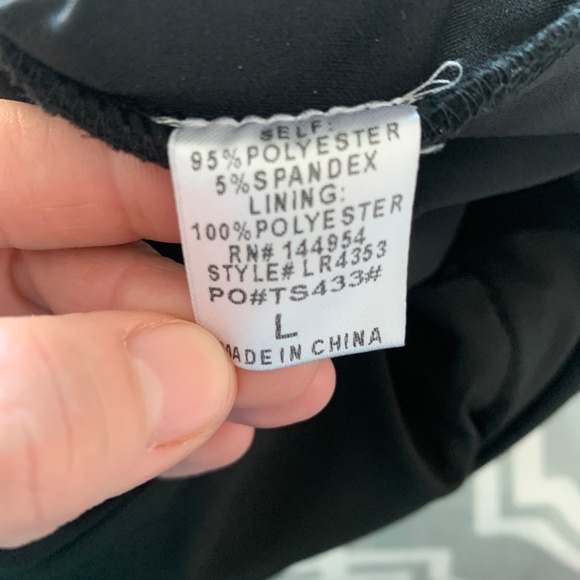 SELF:
95%POLYESTER
5%SPANDEX
LINING:
100%POLYESTER
RN# 144954
STYLE# LR4353
PO#TS433#
L
MADE IN CHINA